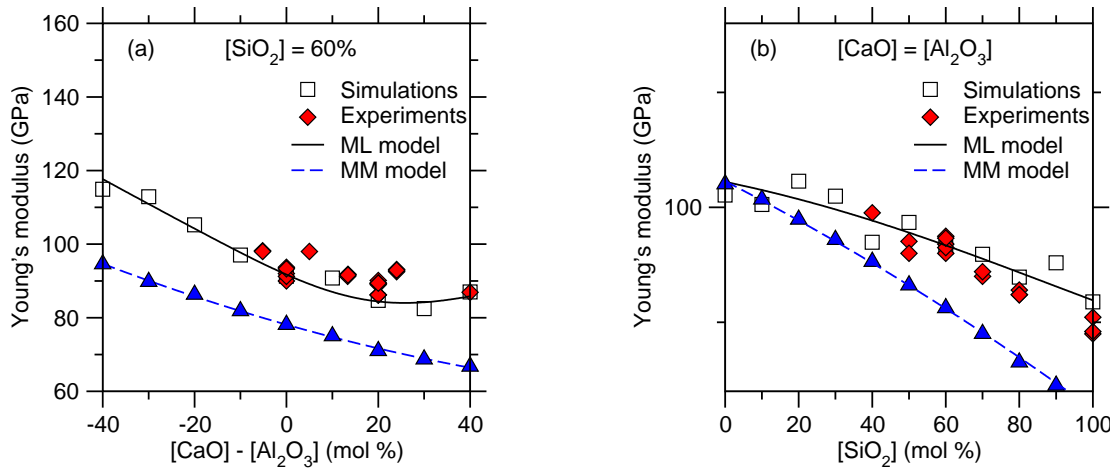 160
140
120
100
80
60
Young's modulus (GPa)
(a)
[SiO₂] = 60%
Simulations
Experiments
ML model
MM model
-40
-20
0
20
40
[CaO] - [Al₂O₃] (mol %)
100
Young's modulus (GPa)
(b)
[CaO] = [Al₂O₃]
Simulations
Experiments
ML model
MM model
0
20
40
60
80
100
[SiO₂] (mol %)